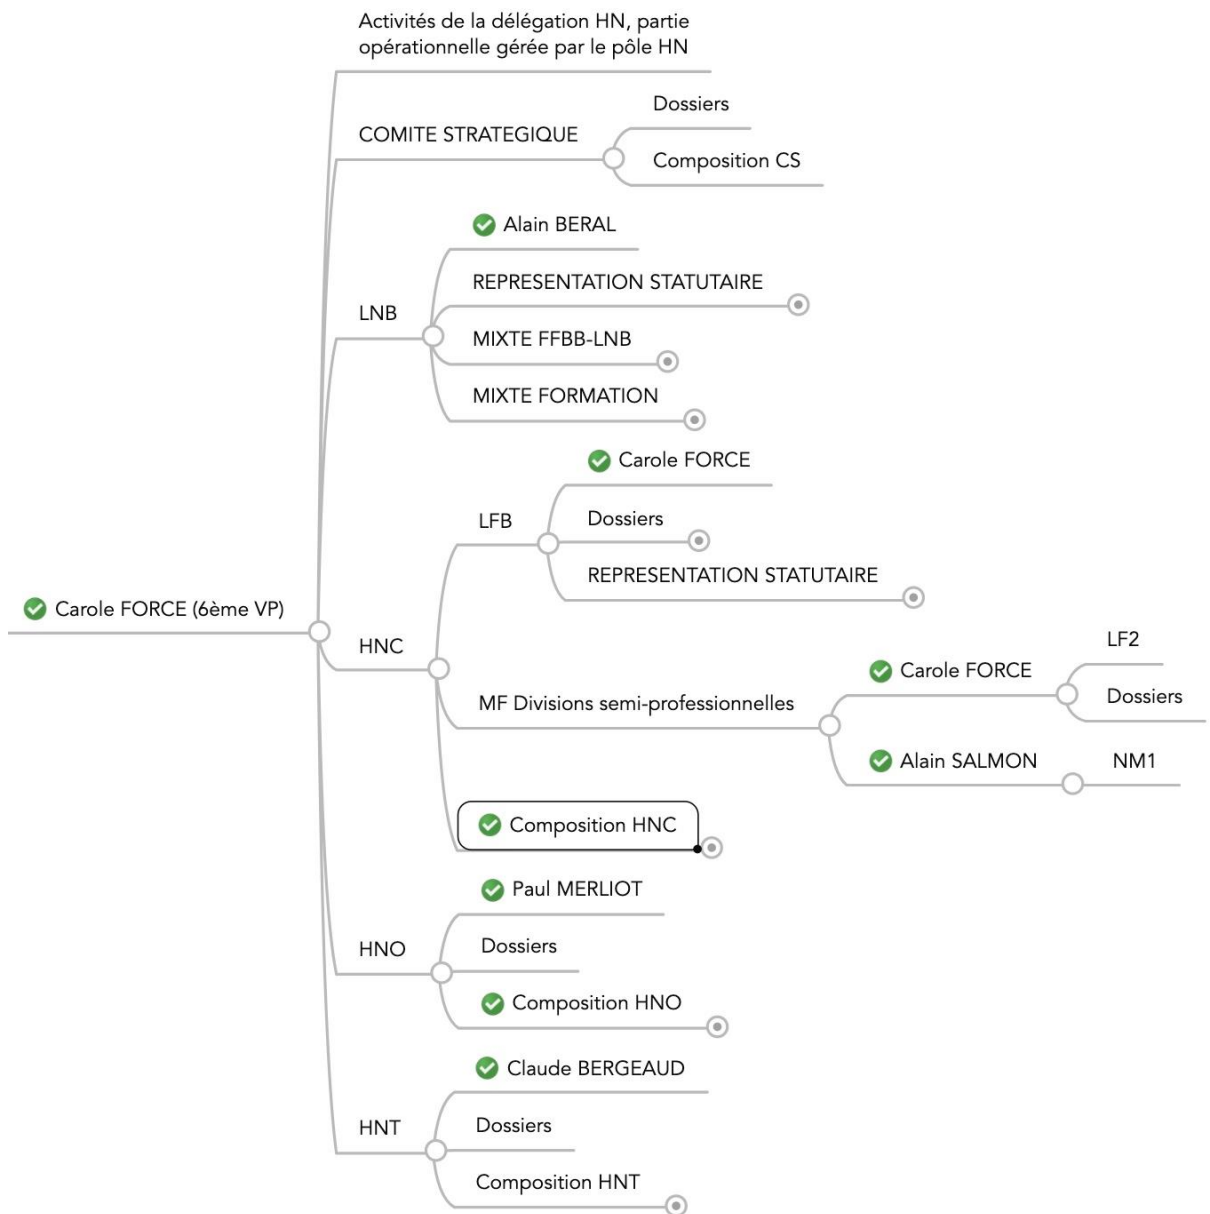 Activités de la délégation HN, partie
opérationnelle gérée par le pôle HN
COMITE STRATEGIQUE
Dossiers
Composition CS
LNB
Alain BERAL
REPRESENTATION STATUTAIRE
MIXTE FFBB-LNB
MIXTE FORMATION
Carole FORCE (6ème VP)
HNC
LFB
Carole FORCE
Dossiers
REPRESENTATION STATUTAIRE
MF Divisions semi-professionnelles
Carole FORCE
LF2
Dossiers
Alain SALMON
NM1
Composition HNC
HNO
Paul MERLIOT
Dossiers
Composition HNO
HNT
Claude BERGEAUD
Dossiers
Composition HNT